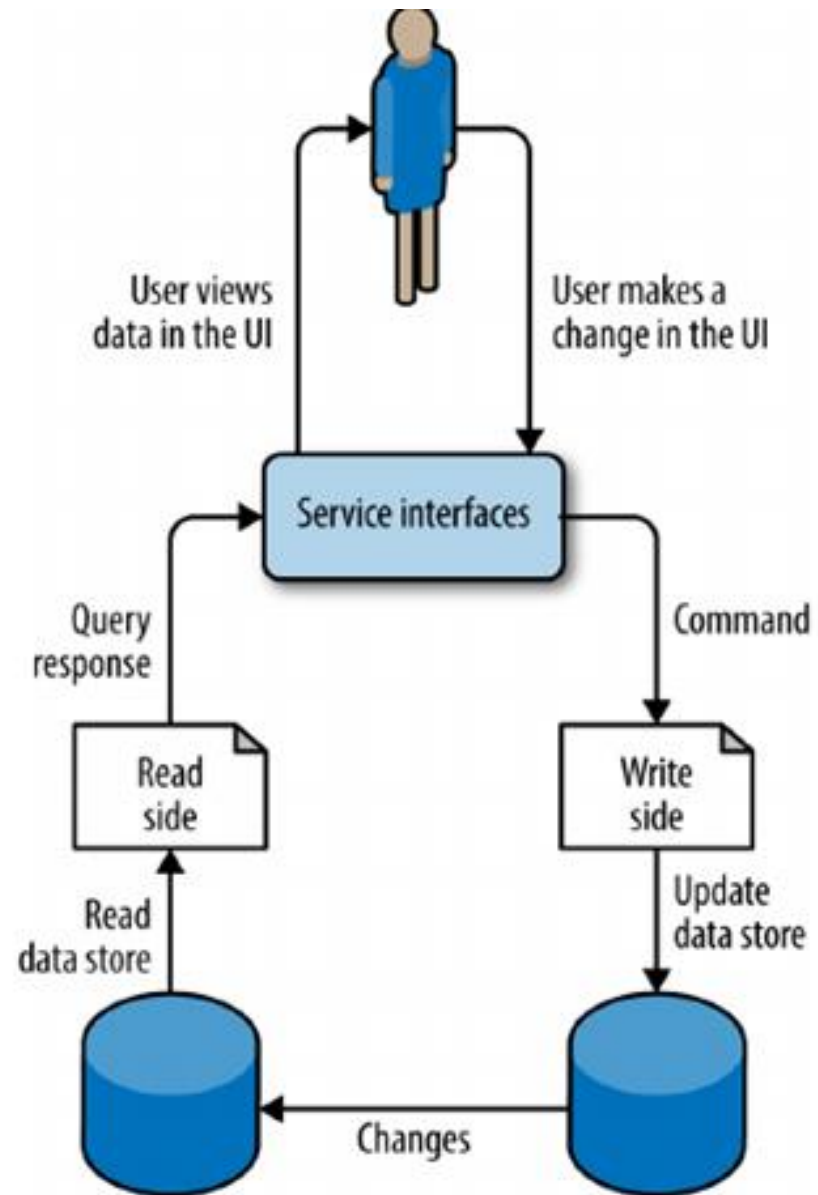 User views
data in the UI
User makes a
change in the UI
Service interfaces
Query
response
Command
Read
side
Write
side
Read
data store
Update
data store
Changes